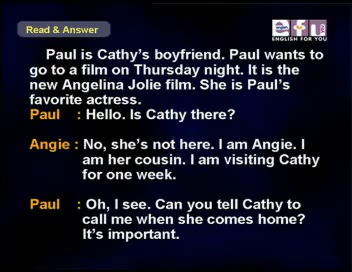 Read & Answer
efl
ENGLISH FOR YOU
Paul is Cathy's boyfriend. Paul wants to
go to a film on Thursday night. It is the
new Angelina Jolie film. She is Paul's
favorite actress.
Paul : Hello. Is Cathy there?
Angie : No, she's not here. I am Angie. I
am her cousin. I am visiting Cathy
for one week.
Paul : Oh, I see. Can you tell Cathy to
call me when she comes home?
It's important.